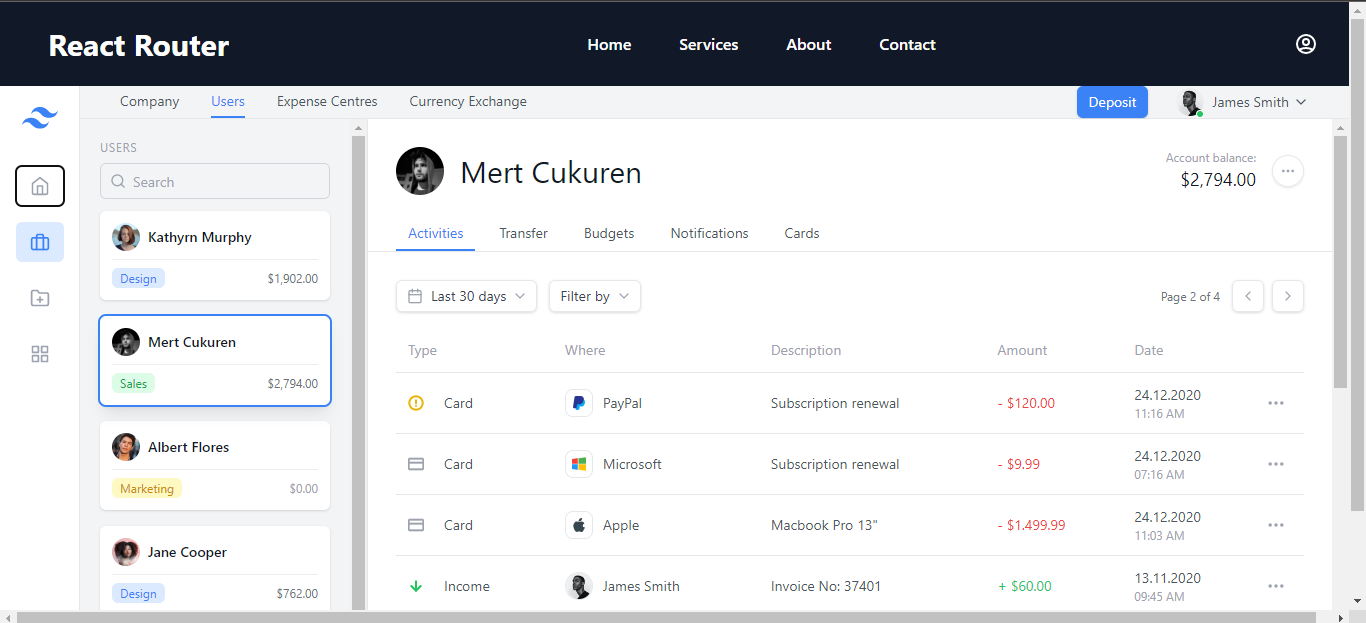 React Router
Home Services About Contact
Company Users Expense Centres Currency Exchange
Deposit James Smith
USERS
Search
Kathyrn Murphy
Design $1,902.00
Mert Cukuren
Sales $2,794.00
Albert Flores
Marketing $0.00
Jane Cooper
Design $762.00
Mert Cukuren
Account balance:
$2,794.00
Activities Transfer Budgets Notifications Cards
Last 30 days Filter by Page 2 of 4
Type Where Description Amount Date
Card PayPal Subscription renewal - $120.00 24.12.2020
11:16 AM
Card Microsoft Subscription renewal - $9.99 24.12.2020
07:16 AM
Card Apple Macbook Pro 13" - $1.499.99 24.12.2020
11:03 AM
Income James Smith Invoice No: 37401 + $60.00 13.11.2020
09:45 AM